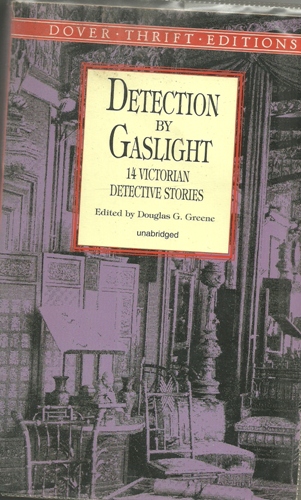 DOVER · THRIFT · EDITIONS
DETECTION
BY
GASLIGHT
14 VICTORIAN
DETECTIVE STORIES
Edited by Douglas G. Greene
unabridged